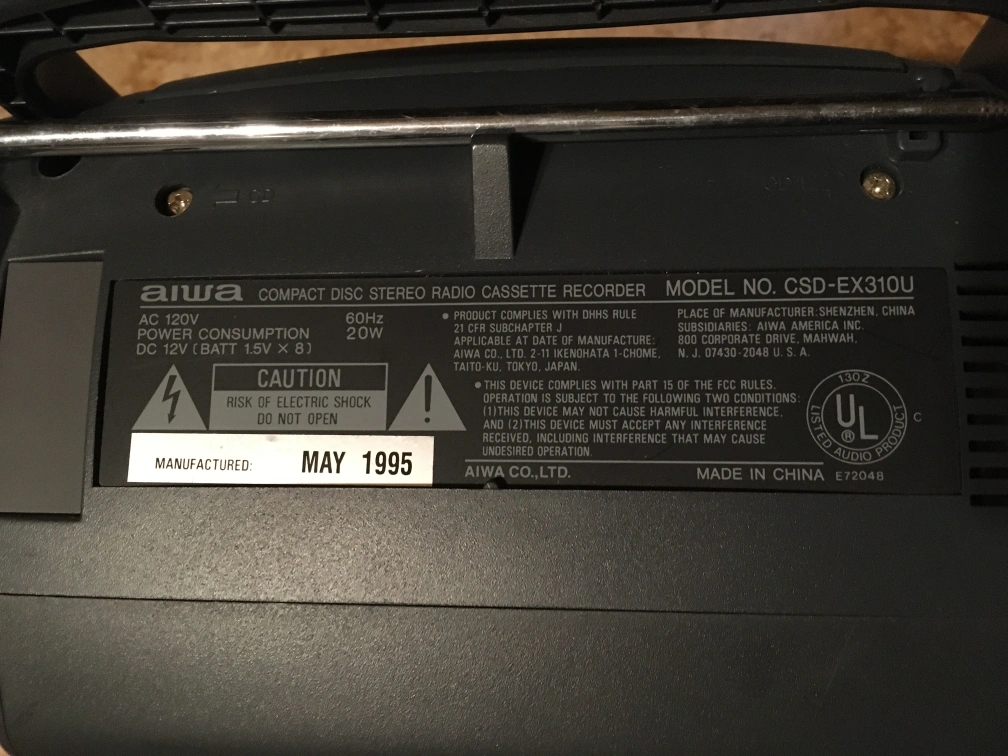 CD
aiwa COMPACT DISC STEREO RADIO CASSETTE RECORDER MODEL NO. CSD-EX310U
AC 120V 60Hz
POWER CONSUMPTION 20W
DC 12V (BATT 1.5V × 8)
CAUTION
RISK OF ELECTRIC SHOCK
DO NOT OPEN
MANUFACTURED: MAY 1995
• PRODUCT COMPLIES WITH DHHS RULE
21 CFR SUBCHAPTER J
APPLICABLE AT DATE OF MANUFACTURE:
AIWA CO., LTD. 2-11 IKENOHATA 1-CHOME,
TAITO-KU, TOKYO, JAPAN.
PLACE OF MANUFACTURER: SHENZHEN, CHINA
SUBSIDIARIES: AIWA AMERICA INC.
800 CORPORATE DRIVE, MAHWAH,
N. J. 07430-2048 U. S. A.
• THIS DEVICE COMPLIES WITH PART 15 OF THE FCC RULES.
OPERATION IS SUBJECT TO THE FOLLOWING TWO CONDITIONS:
(1) THIS DEVICE MAY NOT CAUSE HARMFUL INTERFERENCE,
AND (2) THIS DEVICE MUST ACCEPT ANY INTERFERENCE
RECEIVED, INCLUDING INTERFERENCE THAT MAY CAUSE
UNDESIRED OPERATION.
130Z
UL
®
LISTED AUDIO PRODUCT
C
AIWA CO., LTD. MADE IN CHINA E72048